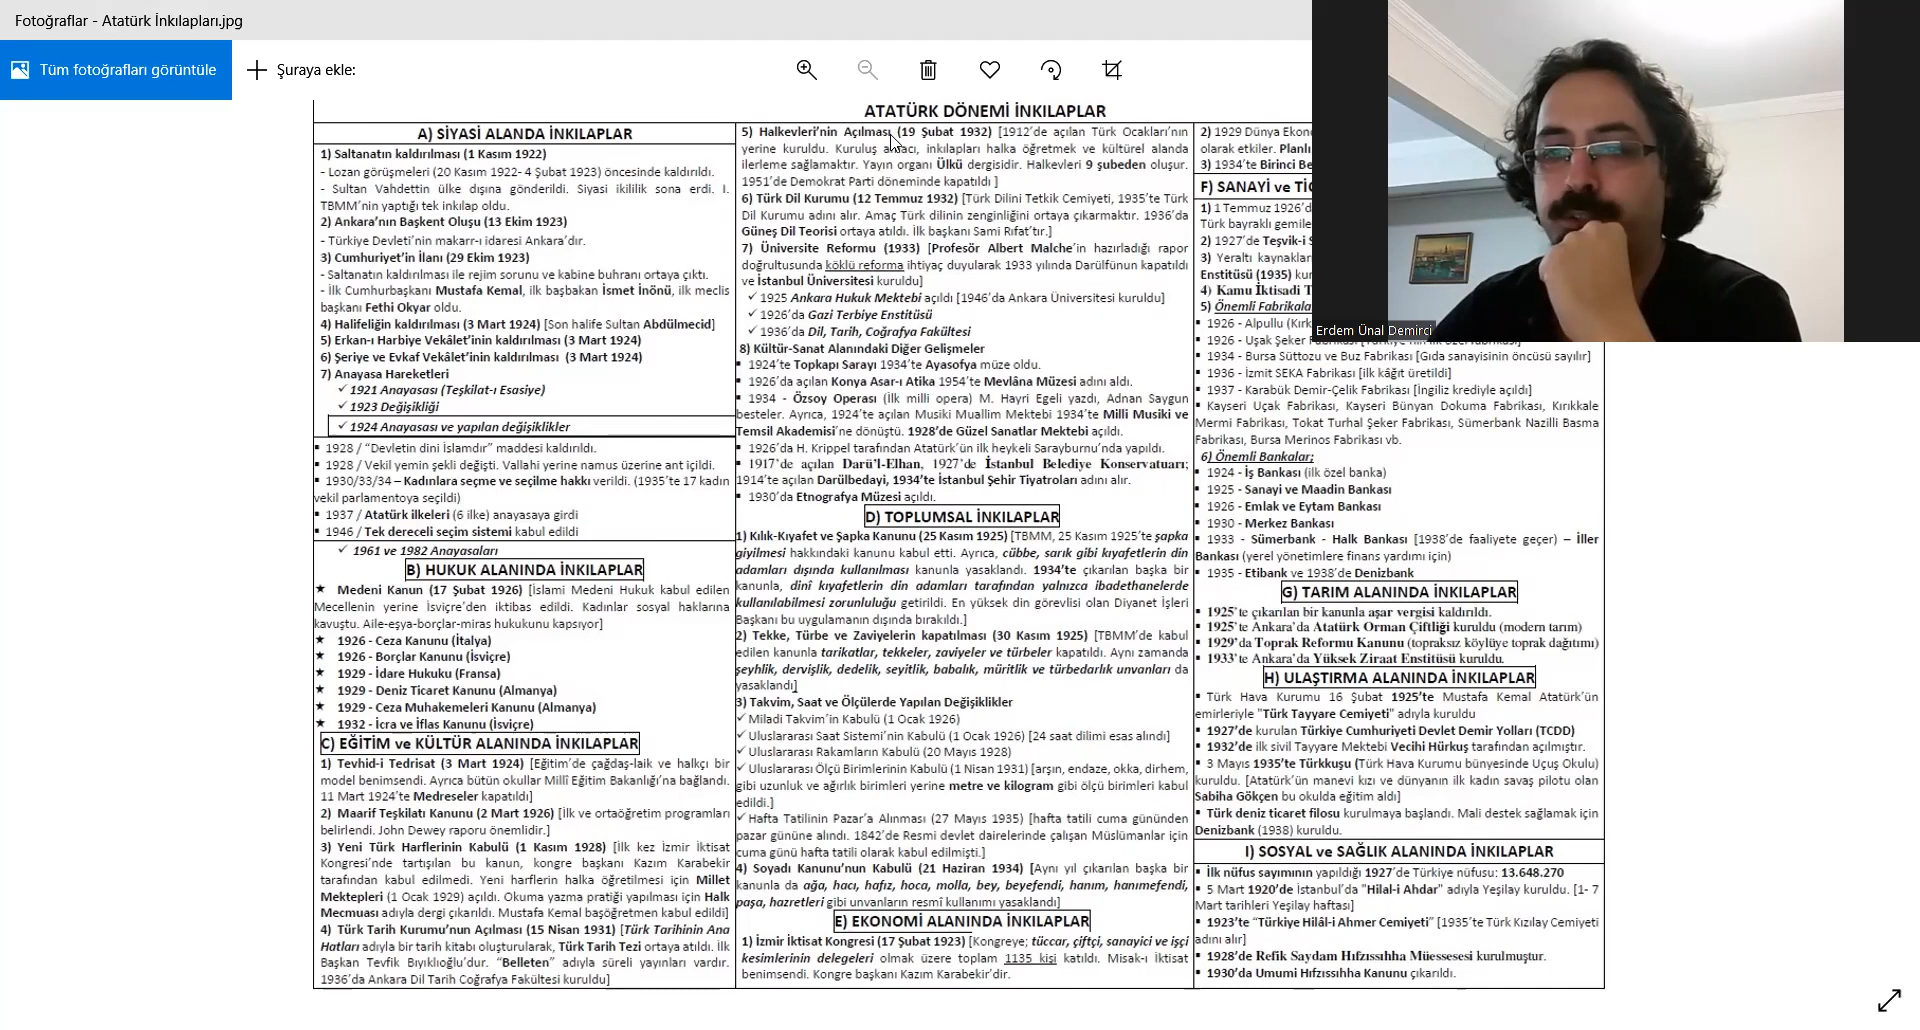 Fotoğraflar - Atatürk İnkılapları.jpg
Tüm fotoğrafları görüntüle
Şuraya ekle:
ATATÜRK DÖNEMİ İNKILAPLAR
A) SİYASİ ALANDA İNKILAPLAR
1) Saltanatın kaldırılması (1 Kasım 1922)
- Lozan görüşmeleri (20 Kasım 1922- 4 Şubat 1923) öncesinde kaldırıldı.
- Sultan Vahdettin ülke dışına gönderildi. Siyasi ikililik sona erdi. I.
TBMM'nin yaptığı tek inkılap oldu.
2) Ankara'nın Başkent Oluşu (13 Ekim 1923)
- Türkiye Devleti'nin makarr-ı idaresi Ankara'dır.
3) Cumhuriyet'in İlanı (29 Ekim 1923)
- Saltanatın kaldırılması ile rejim sorunu ve kabine buhranı ortaya çıktı.
- İlk Cumhurbaşkanı Mustafa Kemal, ilk başbakan İsmet İnönü, ilk meclis
başkanı Fethi Okyar oldu.
4) Halifeliğin kaldırılması (3 Mart 1924) [Son halife Sultan Abdülmecid]
5) Erkan-ı Harbiye Vekâlet'inin kaldırılması (3 Mart 1924)
6) Şeriye ve Evkaf Vekâlet'inin kaldırılması (3 Mart 1924)
7) Anayasa Hareketleri
✓ 1921 Anayasası (Teşkilat-ı Esasiye)
✓ 1923 Değişikliği
✓ 1924 Anayasası ve yapılan değişiklikler
▪ 1928 / "Devletin dini İslamdır" maddesi kaldırıldı.
▪ 1928 / Vekil yemin şekli değişti. Vallahi yerine namus üzerine ant içildi.
▪ 1930/33/34 – Kadınlara seçme ve seçilme hakkı verildi. (1935'te 17 kadın
vekil parlamentoya seçildi)
▪ 1937 / Atatürk ilkeleri (6 ilke) anayasaya girdi
▪ 1946 / Tek dereceli seçim sistemi kabul edildi
✓ 1961 ve 1982 Anayasaları
B) HUKUK ALANINDA İNKILAPLAR
★ Medeni Kanun (17 Şubat 1926) [İslami Medeni Hukuk kabul edilen
Mecellenin yerine İsviçre'den iktibas edildi. Kadınlar sosyal haklarına
kavuştu. Aile-eşya-borçlar-miras hukukunu kapsıyor]
★ 1926 - Ceza Kanunu (İtalya)
★ 1926 - Borçlar Kanunu (İsviçre)
★ 1929 - İdare Hukuku (Fransa)
★ 1929 - Deniz Ticaret Kanunu (Almanya)
★ 1929 - Ceza Muhakemeleri Kanunu (Almanya)
★ 1932 - İcra ve İflas Kanunu (İsviçre)
C) EĞİTİM ve KÜLTÜR ALANINDA İNKILAPLAR
1) Tevhid-i Tedrisat (3 Mart 1924) [Eğitim'de çağdaş-laik ve halkçı bir
model benimsendi. Ayrıca bütün okullar Millî Eğitim Bakanlığı'na bağlandı.
11 Mart 1924'te Medreseler kapatıldı]
2) Maarif Teşkilatı Kanunu (2 Mart 1926) [İlk ve ortaöğretim programları
belirlendi. John Dewey raporu önemlidir.]
3) Yeni Türk Harflerinin Kabulü (1 Kasım 1928) [İlk kez İzmir İktisat
Kongresi'nde tartışılan bu kanun, kongre başkanı Kazım Karabekir
tarafından kabul edilmedi. Yeni harflerin halka öğretilmesi için Millet
Mektepleri (1 Ocak 1929) açıldı. Okuma yazma pratiği yapılması için Halk
Mecmuası adıyla dergi çıkarıldı. Mustafa Kemal başöğretmen kabul edildi]
4) Türk Tarih Kurumu'nun Açılması (15 Nisan 1931) [Türk Tarihinin Ana
Hatları adıyla bir tarih kitabı oluşturularak, Türk Tarih Tezi ortaya atıldı. İlk
Başkan Tevfik Bıyıklıoğlu'dur. "Belleten" adıyla süreli yayınları vardır.
1936'da Ankara Dil Tarih Coğrafya Fakültesi kuruldu]
5) Halkevleri'nin Açılması (19 Şubat 1932) [1912'de açılan Türk Ocakları'nın
yerine kuruldu. Kuruluş amacı, inkılapları halka öğretmek ve kültürel alanda
ilerleme sağlamaktır. Yayın organı Ülkü dergisidir. Halkevleri 9 şubeden oluşur.
1951'de Demokrat Parti döneminde kapatıldı ]
6) Türk Dil Kurumu (12 Temmuz 1932) [Türk Dilini Tetkik Cemiyeti, 1935'te Türk
Dil Kurumu adını alır. Amaç Türk dilinin zenginliğini ortaya çıkarmaktır. 1936'da
Güneş Dil Teorisi ortaya atıldı. İlk başkanı Sami Rıfat'tır.]
7) Üniversite Reformu (1933) [Profesör Albert Malche'in hazırladığı rapor
doğrultusunda köklü reforma ihtiyaç duyularak 1933 yılında Darülfünun kapatıldı
ve İstanbul Üniversitesi kuruldu]
✓ 1925 Ankara Hukuk Mektebi açıldı [1946'da Ankara Üniversitesi kuruldu]
✓ 1926'da Gazi Terbiye Enstitüsü
✓ 1936'da Dil, Tarih, Coğrafya Fakültesi
8) Kültür-Sanat Alanındaki Diğer Gelişmeler
▪ 1924'te Topkapı Sarayı 1934'te Ayasofya müze oldu.
▪ 1926'da açılan Konya Asar-ı Atika 1954'te Mevlâna Müzesi adını aldı.
▪ 1934 - Özsoy Operası (İlk milli opera) M. Hayri Egeli yazdı, Adnan Saygun
besteler. Ayrıca, 1924'te açılan Musiki Muallim Mektebi 1934'te Milli Musiki ve
Temsil Akademisi'ne dönüştü. 1928'de Güzel Sanatlar Mektebi açıldı.
▪ 1926'da H. Krippel tarafından Atatürk'ün ilk heykeli Sarayburnu'nda yapıldı.
▪ 1917'de açılan Darü'l-Elhan, 1927'de İstanbul Belediye Konservatuarı;
1914'te açılan Darülbedayi, 1934'te İstanbul Şehir Tiyatroları adını alır.
▪ 1930'da Etnografya Müzesi açıldı.
D) TOPLUMSAL İNKILAPLAR
1) Kılık-Kıyafet ve Şapka Kanunu (25 Kasım 1925) [TBMM, 25 Kasım 1925'te şapka
giyilmesi hakkındaki kanunu kabul etti. Ayrıca, cübbe, sarık gibi kıyafetlerin din
adamları dışında kullanılması kanunla yasaklandı. 1934'te çıkarılan başka bir
kanunla, dinî kıyafetlerin din adamları tarafından yalnızca ibadethanelerde
kullanılabilmesi zorunluluğu getirildi. En yüksek din görevlisi olan Diyanet İşleri
Başkanı bu uygulamanın dışında bırakıldı.]
2) Tekke, Türbe ve Zaviyelerin kapatılması (30 Kasım 1925) [TBMM'de kabul
edilen kanunla tarikatlar, tekkeler, zaviyeler ve türbeler kapatıldı. Aynı zamanda
şeyhlik, dervişlik, dedelik, seyitlik, babalık, müritlik ve türbedarlık unvanları da
yasaklandı]
3) Takvim, Saat ve Ölçülerde Yapılan Değişiklikler
✓ Miladi Takvim'in Kabulü (1 Ocak 1926)
✓ Uluslararası Saat Sistemi'nin Kabulü (1 Ocak 1926) [24 saat dilimi esas alındı]
✓ Uluslararası Rakamların Kabulü (20 Mayıs 1928)
✓ Uluslararası Ölçü Birimlerinin Kabulü (1 Nisan 1931) [arşın, endaze, okka, dirhem,
gibi uzunluk ve ağırlık birimleri yerine metre ve kilogram gibi ölçü birimleri kabul
edildi.]
✓ Hafta Tatilinin Pazar'a Alınması (27 Mayıs 1935) [hafta tatili cuma gününden
pazar gününe alındı. 1842'de Resmi devlet dairelerinde çalışan Müslümanlar için
cuma günü hafta tatili olarak kabul edilmişti.]
4) Soyadı Kanunu'nun Kabulü (21 Haziran 1934) [Aynı yıl çıkarılan başka bir
kanunla da ağa, hacı, hafız, hoca, molla, bey, beyefendi, hanım, hanımefendi,
paşa, hazretleri gibi unvanların resmî kullanımı yasaklandı]
E) EKONOMİ ALANINDA İNKILAPLAR
1) İzmir İktisat Kongresi (17 Şubat 1923) [Kongreye; tüccar, çiftçi, sanayici ve işçi
kesimlerinin delegeleri olmak üzere toplam 1135 kişi katıldı. Misak-ı İktisat
benimsendi. Kongre başkanı Kazım Karabekir'dir.
2) 1929 Dünya Ekon
olarak etkiler. Planlı
3) 1934'te Birinci Be
F) SANAYİ ve TİC
1) 1 Temmuz 1926'd
Türk bayraklı gemile
2) 1927'de Teşvik-i S
3) Yeraltı kaynakları
Enstitüsü (1935) kur
4) Kamu İktisadi T
5) Önemli Fabrikala
▪ 1926 - Alpullu (Kırk
▪ 1926 - Uşak Şeker Fabrikası [Türkiye'nin ilk özel fabrikası]
▪ 1934 - Bursa Süttozu ve Buz Fabrikası [Gıda sanayisinin öncüsü sayılır]
▪ 1936 - İzmit SEKA Fabrikası [ilk kâğıt üretildi]
▪ 1937 - Karabük Demir-Çelik Fabrikası [İngiliz krediyle açıldı]
▪ Kayseri Uçak Fabrikası, Kayseri Bünyan Dokuma Fabrikası, Kırıkkale
Mermi Fabrikası, Tokat Turhal Şeker Fabrikası, Sümerbank Nazilli Basma
Fabrikası, Bursa Merinos Fabrikası vb.
6) Önemli Bankalar;
▪ 1924 - İş Bankası (ilk özel banka)
▪ 1925 - Sanayi ve Maadin Bankası
▪ 1926 - Emlak ve Eytam Bankası
▪ 1930 - Merkez Bankası
▪ 1933 - Sümerbank - Halk Bankası [1938'de faaliyete geçer) – İller
Bankası (yerel yönetimlere finans yardımı için)
▪ 1935 - Etibank ve 1938'de Denizbank
G) TARIM ALANINDA İNKILAPLAR
▪ 1925'te çıkarılan bir kanunla aşar vergisi kaldırıldı.
▪ 1925'te Ankara'da Atatürk Orman Çiftliği kuruldu (modern tarım)
▪ 1929'da Toprak Reformu Kanunu (topraksız köylüye toprak dağıtımı)
▪ 1933'te Ankara'da Yüksek Ziraat Enstitüsü kuruldu.
H) ULAŞTIRMA ALANINDA İNKILAPLAR
▪ Türk Hava Kurumu 16 Şubat 1925'te Mustafa Kemal Atatürk'ün
emirleriyle "Türk Tayyare Cemiyeti" adıyla kuruldu
▪ 1927'de kurulan Türkiye Cumhuriyeti Devlet Demir Yolları (TCDD)
▪ 1932'de ilk sivil Tayyare Mektebi Vecihi Hürkuş tarafından açılmıştır.
▪ 3 Mayıs 1935'te Türkkuşu (Türk Hava Kurumu bünyesinde Uçuş Okulu)
kuruldu. [Atatürk'ün manevi kızı ve dünyanın ilk kadın savaş pilotu olan
Sabiha Gökçen bu okulda eğitim aldı]
▪ Türk deniz ticaret filosu kurulmaya başlandı. Mali destek sağlamak için
Denizbank (1938) kuruldu.
I) SOSYAL ve SAĞLIK ALANINDA İNKILAPLAR
▪ İlk nüfus sayımının yapıldığı 1927'de Türkiye nüfusu: 13.648.270
▪ 5 Mart 1920'de İstanbul'da "Hilal-i Ahdar" adıyla Yeşilay kuruldu. [1- 7
Mart tarihleri Yeşilay haftası]
▪ 1923'te "Türkiye Hilâl-i Ahmer Cemiyeti" [1935'te Türk Kızılay Cemiyeti
adını alır]
▪ 1928'de Refik Saydam Hıfzıssıhha Müessesesi kurulmuştur.
▪ 1930'da Umumi Hıfzıssıhha Kanunu çıkarıldı.
Erdem Ünal Demirci